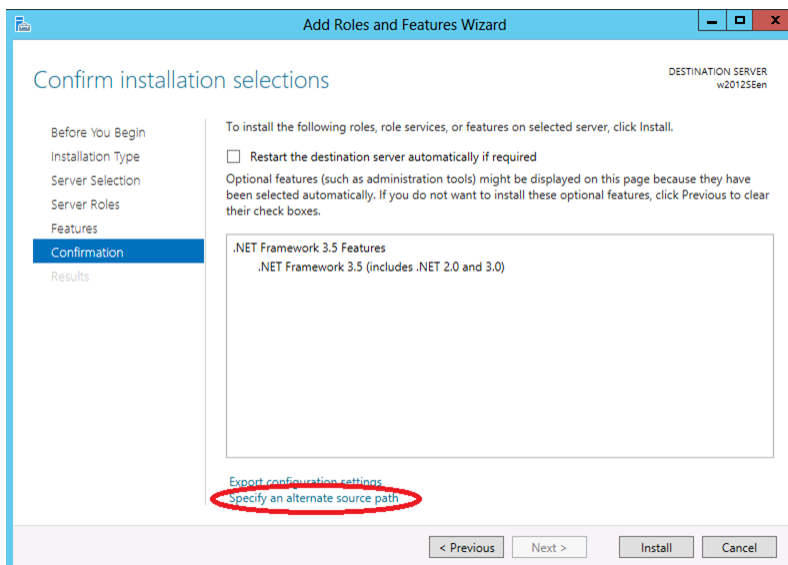 Add Roles and Features Wizard
Confirm installation selections
DESTINATION SERVER
w2012SEen
Before You Begin
Installation Type
Server Selection
Server Roles
Features
Confirmation
Results
To install the following roles, role services, or features on selected server, click Install.
Restart the destination server automatically if required
Optional features (such as administration tools) might be displayed on this page because they have
been selected automatically. If you do not want to install these optional features, click Previous to clear
their check boxes.
.NET Framework 3.5 Features
.NET Framework 3.5 (includes .NET 2.0 and 3.0)
Export configuration settings
Specify an alternate source path
< Previous
Next >
Install
Cancel